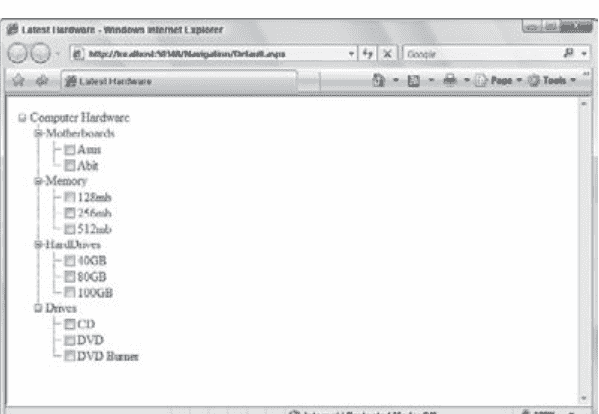 Latest Hardware - Windows Internet Explorer
Google
Latest Hardware
Page
Tools
Computer Hardware
Motherboards
Asus
Abit
Memory
128mb
256mb
512mb
HardDrives
40GB
80GB
100GB
Drives
CD
DVD
DVD Burner